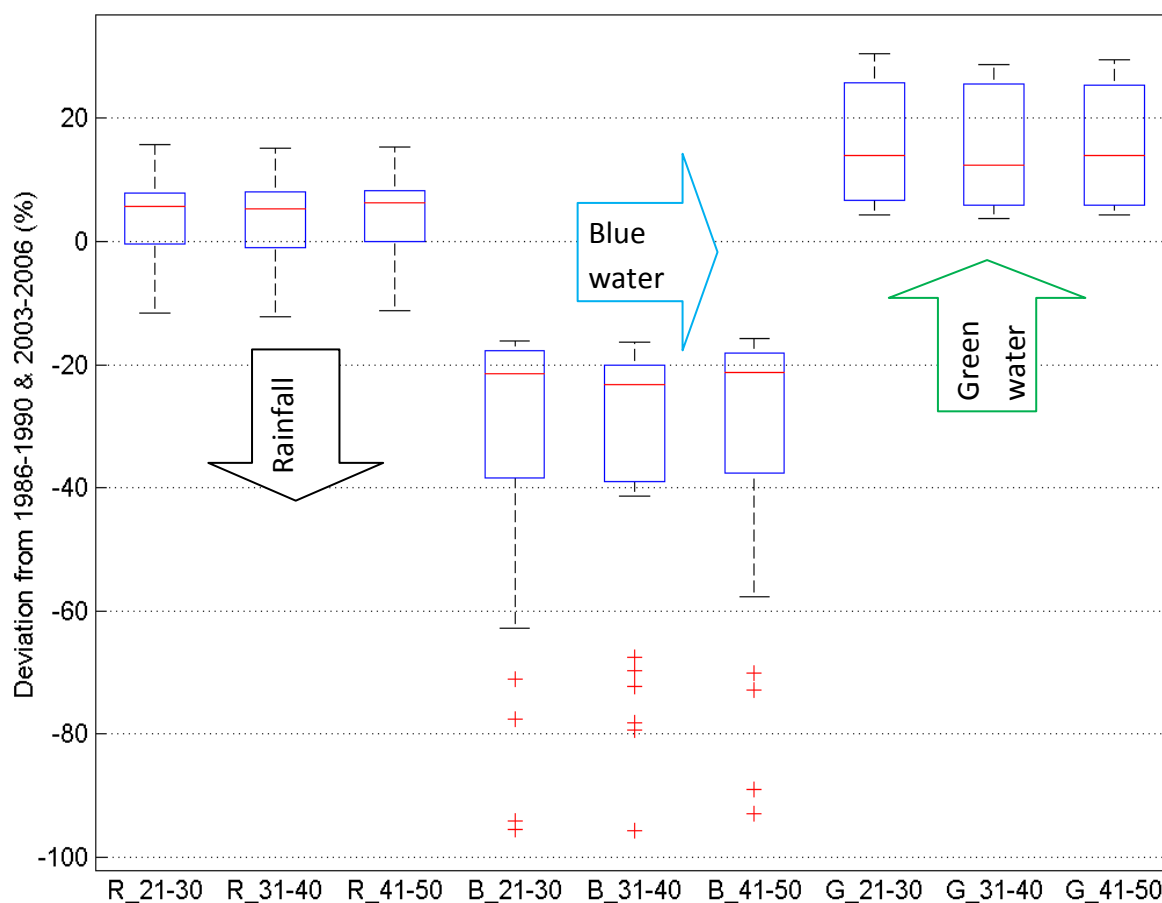 Deviation from 1986-1990 & 2003-2006 (%)
20
0
-20
-40
-60
-80
-100
Rainfall
Blue
water
Green
water
R_21-30 R_31-40 R_41-50 B_21-30 B_31-40 B_41-50 G_21-30 G_31-40 G_41-50